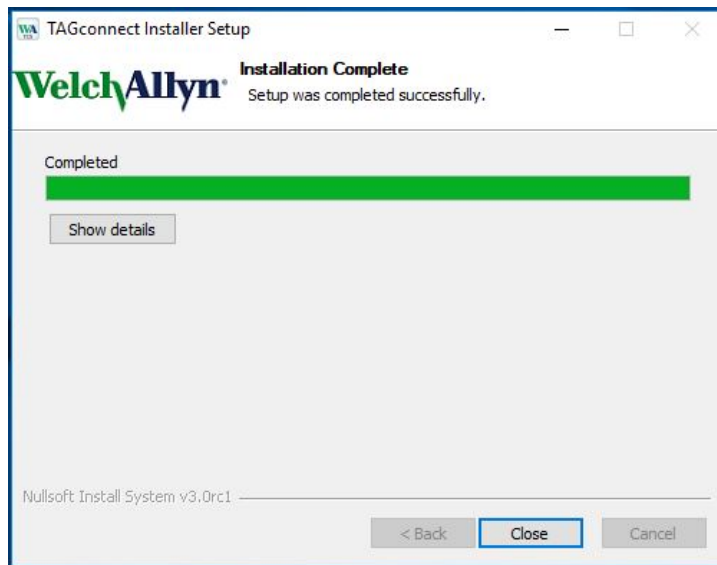 WA
TAGconnect Installer Setup
WelchAllyn®
Installation Complete
Setup was completed successfully.
Completed
Show details
Nullsoft Install System v3.0rc1
< Back
Close
Cancel